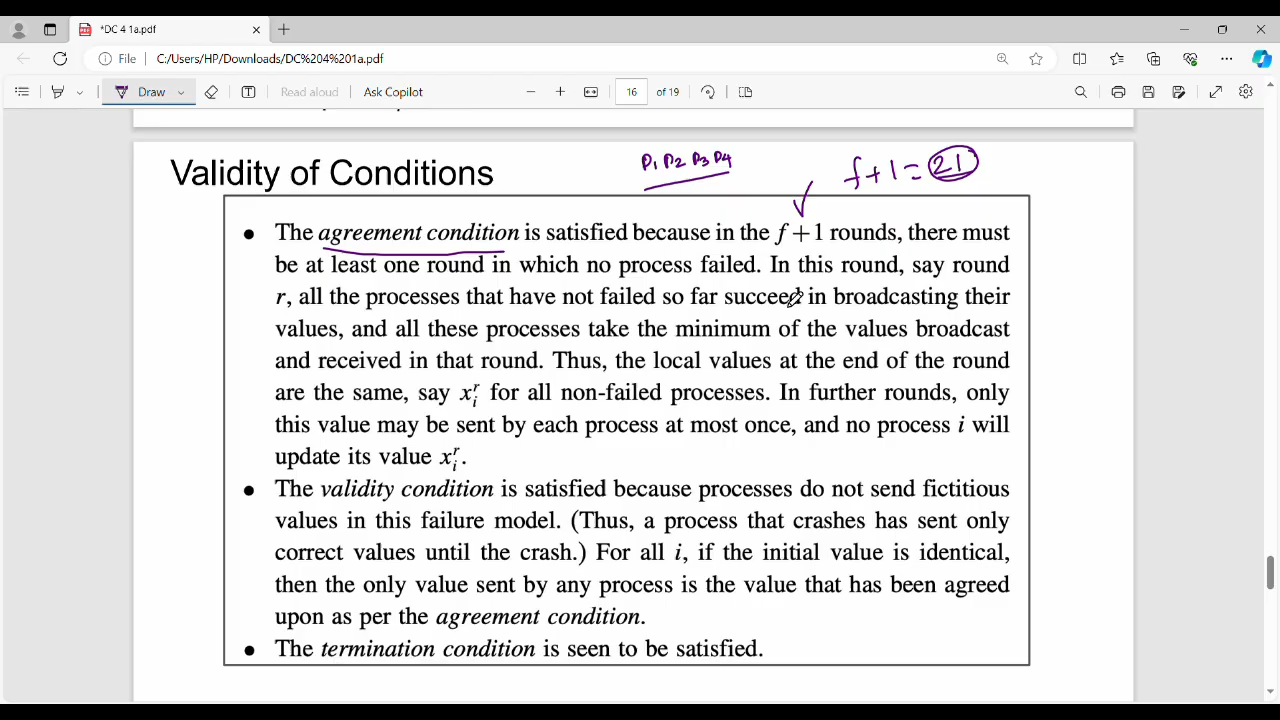 *DC 4 1a.pdf
File C:/Users/HP/Downloads/DC%204%201a.pdf
Draw Read aloud Ask Copilot 16 of 19
Validity of Conditions
P1 P2 P3 P4
f+1=21
• The agreement condition is satisfied because in the f + 1 rounds, there must
be at least one round in which no process failed. In this round, say round
r, all the processes that have not failed so far succeed in broadcasting their
values, and all these processes take the minimum of the values broadcast
and received in that round. Thus, the local values at the end of the round
are the same, say xᵢʳ for all non-failed processes. In further rounds, only
this value may be sent by each process at most once, and no process i will
update its value xᵢʳ.
• The validity condition is satisfied because processes do not send fictitious
values in this failure model. (Thus, a process that crashes has sent only
correct values until the crash.) For all i, if the initial value is identical,
then the only value sent by any process is the value that has been agreed
upon as per the agreement condition.
• The termination condition is seen to be satisfied.